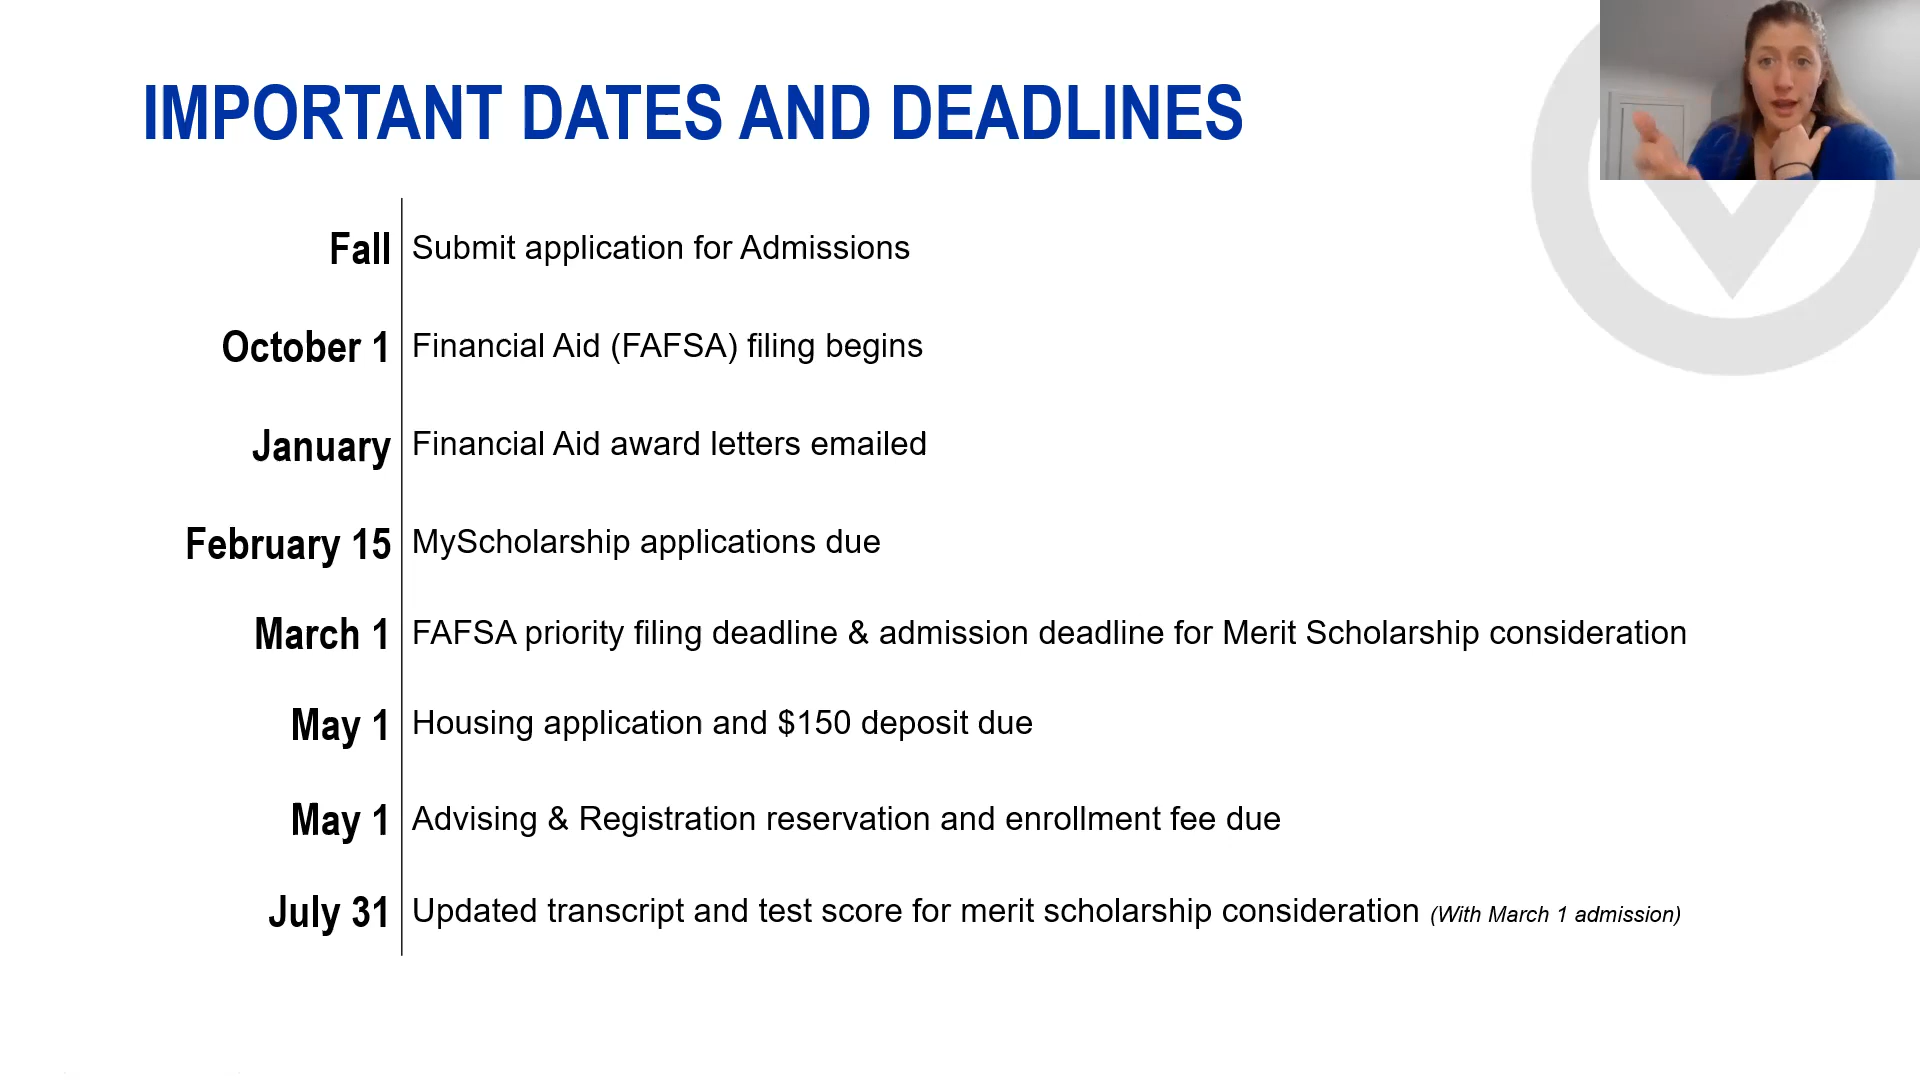 IMPORTANT DATES AND DEADLINES
Fall Submit application for Admissions
October 1 Financial Aid (FAFSA) filing begins
January Financial Aid award letters emailed
February 15 MyScholarship applications due
March 1 FAFSA priority filing deadline & admission deadline for Merit Scholarship consideration
May 1 Housing application and $150 deposit due
May 1 Advising & Registration reservation and enrollment fee due
July 31 Updated transcript and test score for merit scholarship consideration (With March 1 admission)